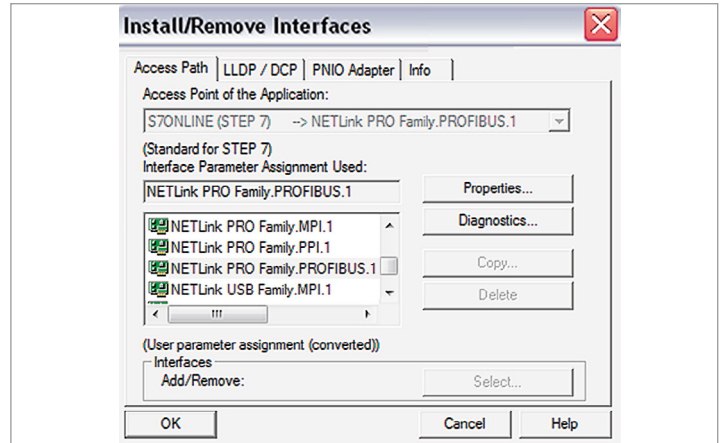 Install/Remove Interfaces
Access Path LLDP / DCP PNIO Adapter Info
Access Point of the Application:
S7ONLINE (STEP 7) --> NETLink PRO Family.PROFIBUS.1
(Standard for STEP 7)
Interface Parameter Assignment Used:
NETLink PRO Family.PROFIBUS.1
Properties...
NETLink PRO Family.MPI.1
Diagnostics...
NETLink PRO Family.PPI.1
NETLink PRO Family.PROFIBUS.1
Copy...
NETLink USB Family.MPI.1
Delete
(User parameter assignment (converted))
Interfaces
Add/Remove:
Select...
OK
Cancel
Help